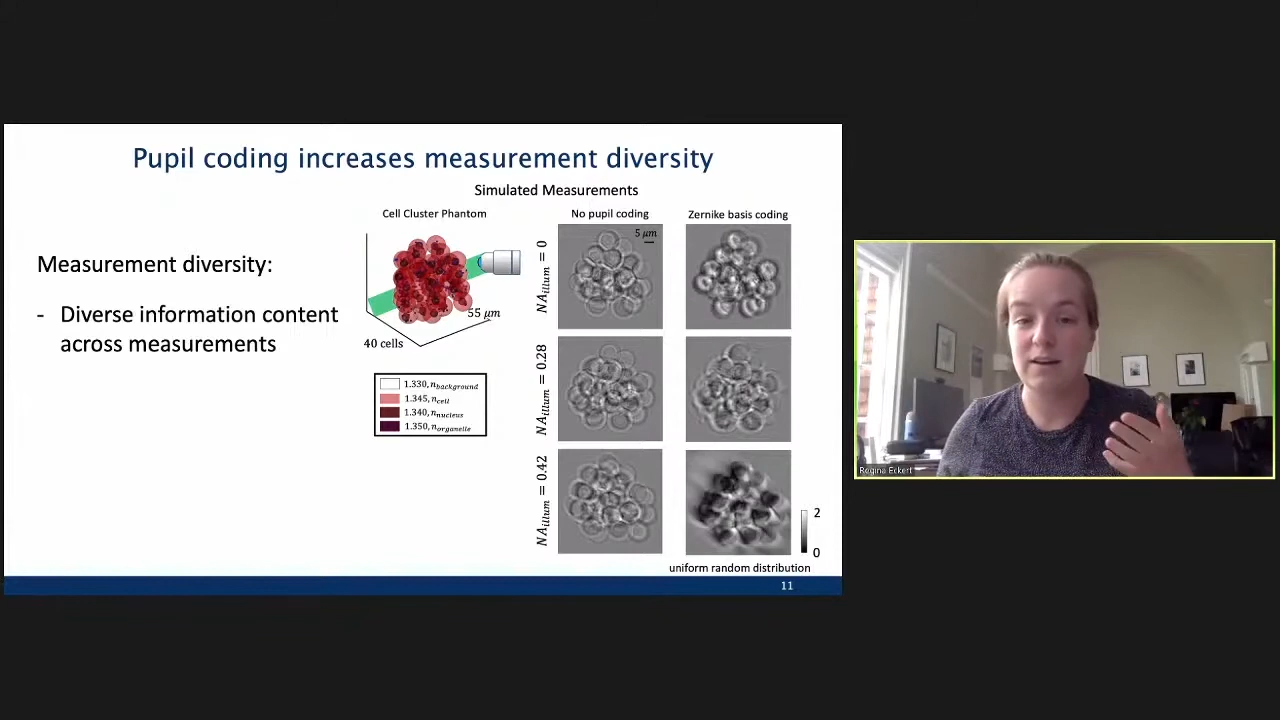 Pupil coding increases measurement diversity
Simulated Measurements
Cell Cluster Phantom
No pupil coding
Zernike basis coding
Measurement diversity:
- Diverse information content
across measurements
55 μm
40 cells
1.330, n_background
1.345, n_cell
1.340, n_nucleus
1.350, n_organelle
5 μm
NA_illum = 0
NA_illum = 0.28
NA_illum = 0.42
2
0
uniform random distribution
11
Regina Eckert